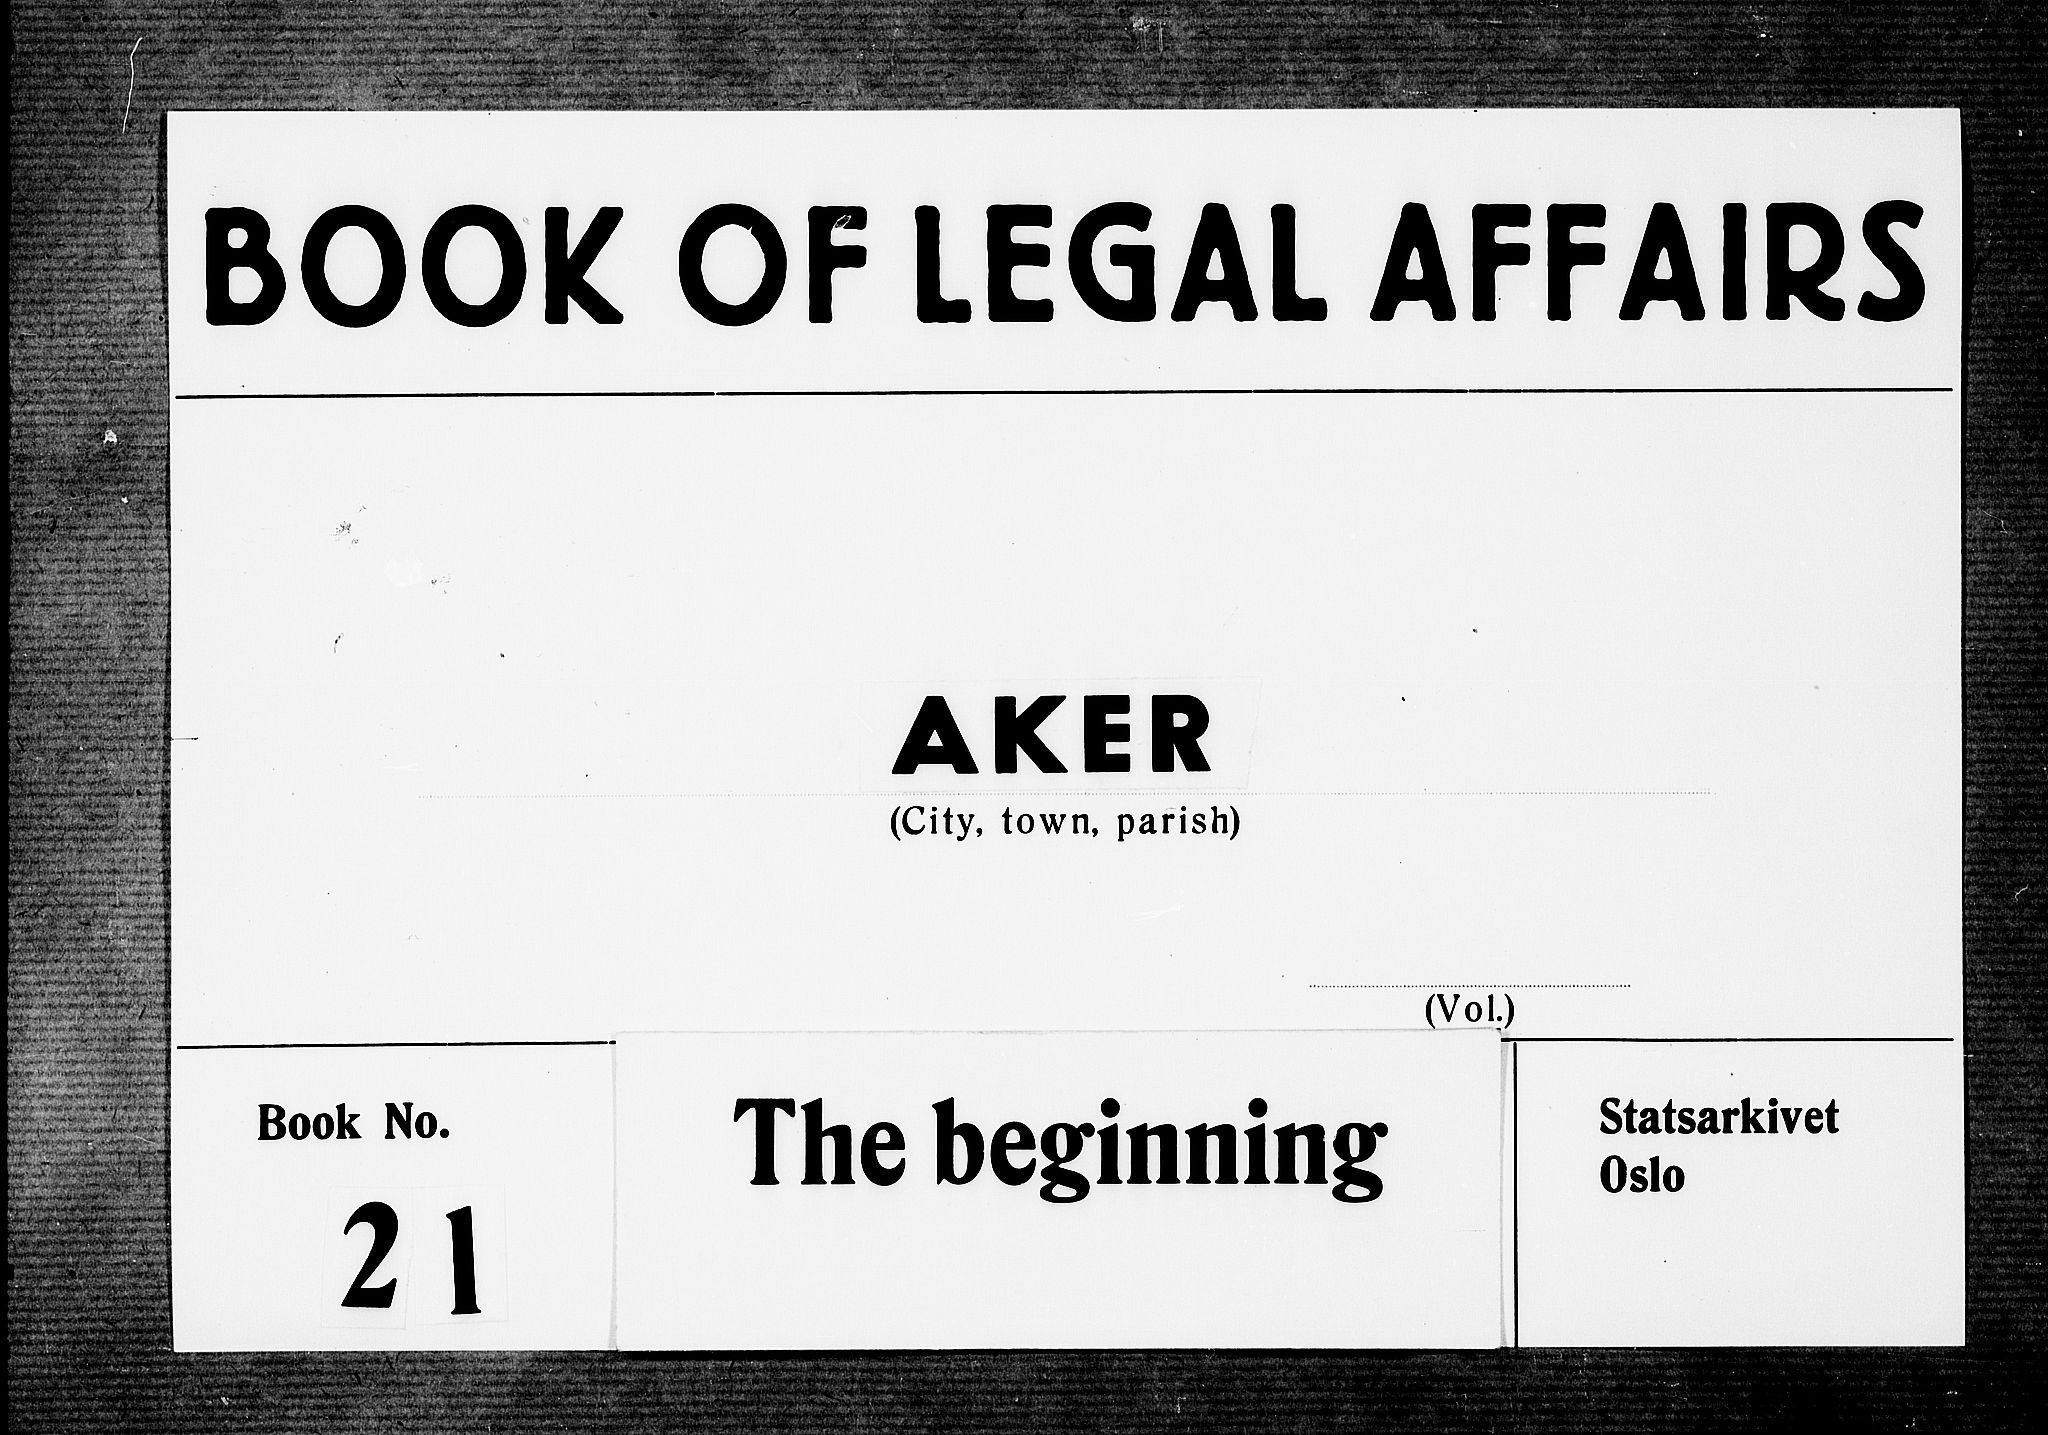 BOOK OF LEGAL AFFAIRS
AKER
(City, town, parish)
(Vol.)
Book No.
21
The beginning
Statsarkivet
Oslo